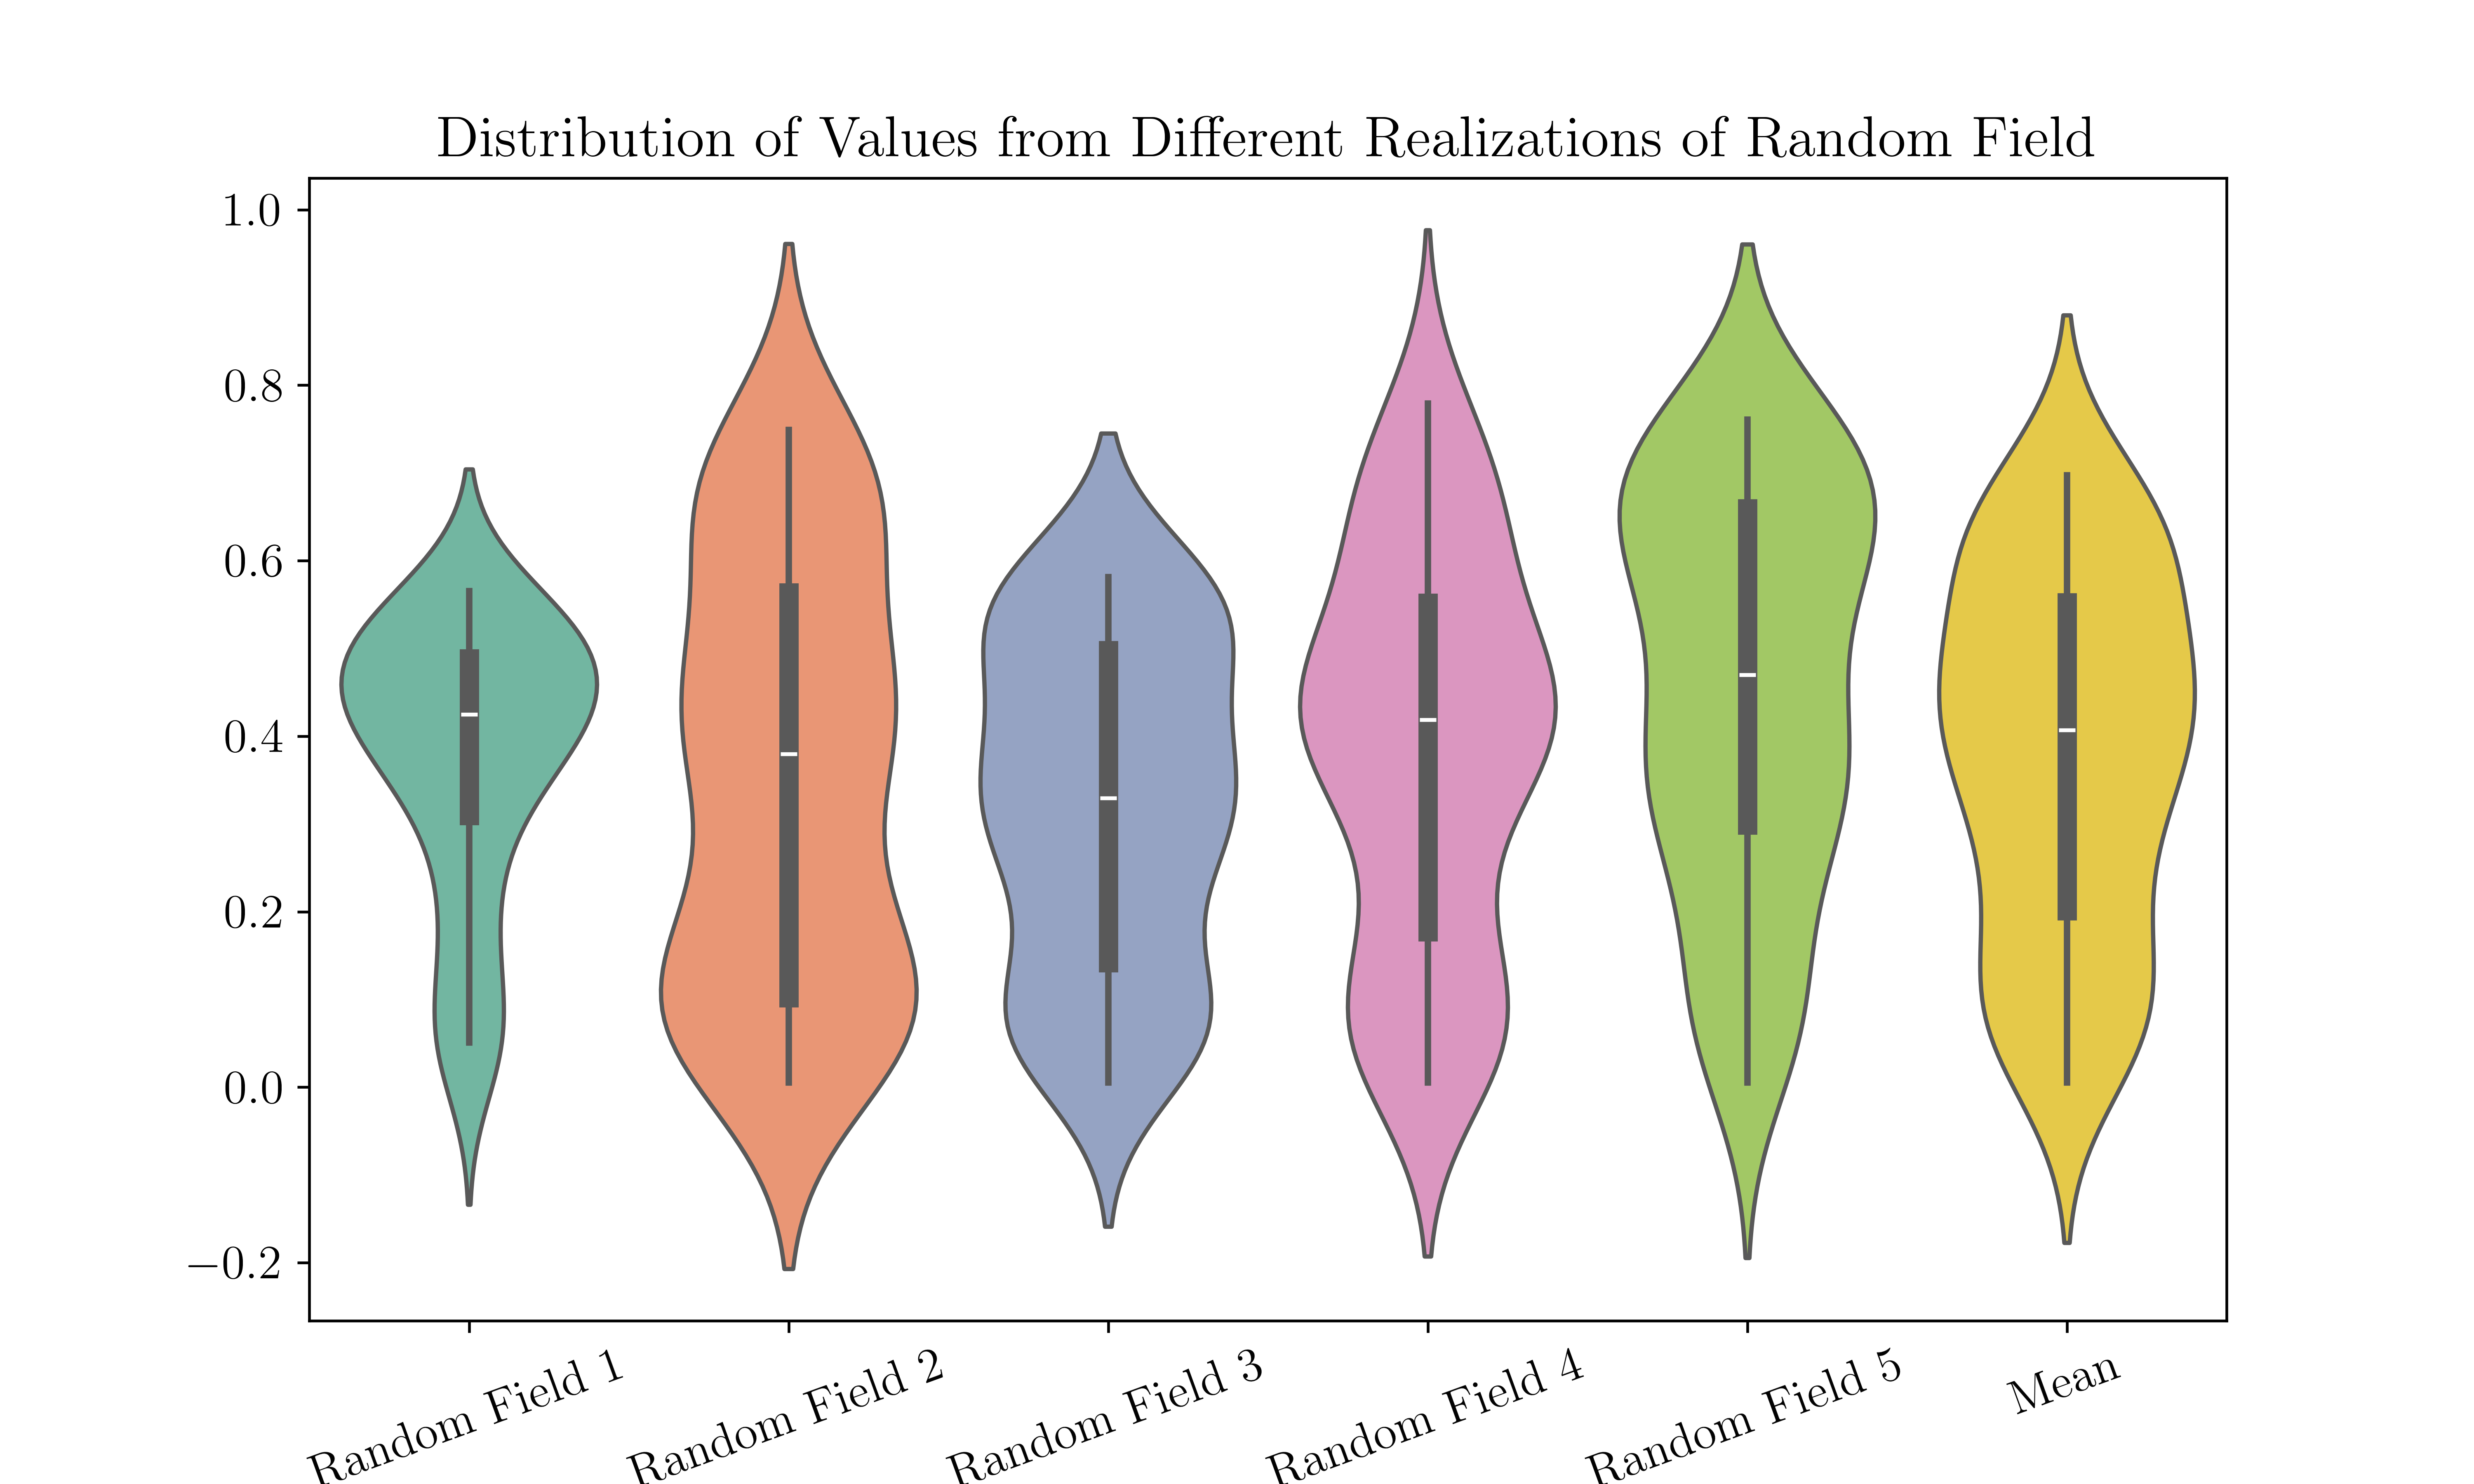 Distribution of Values from Different Realizations of Random Field
1.0
0.8
0.6
0.4
0.2
0.0
−0.2
Random Field 1
Random Field 2
Random Field 3
Random Field 4
Random Field 5
Mean